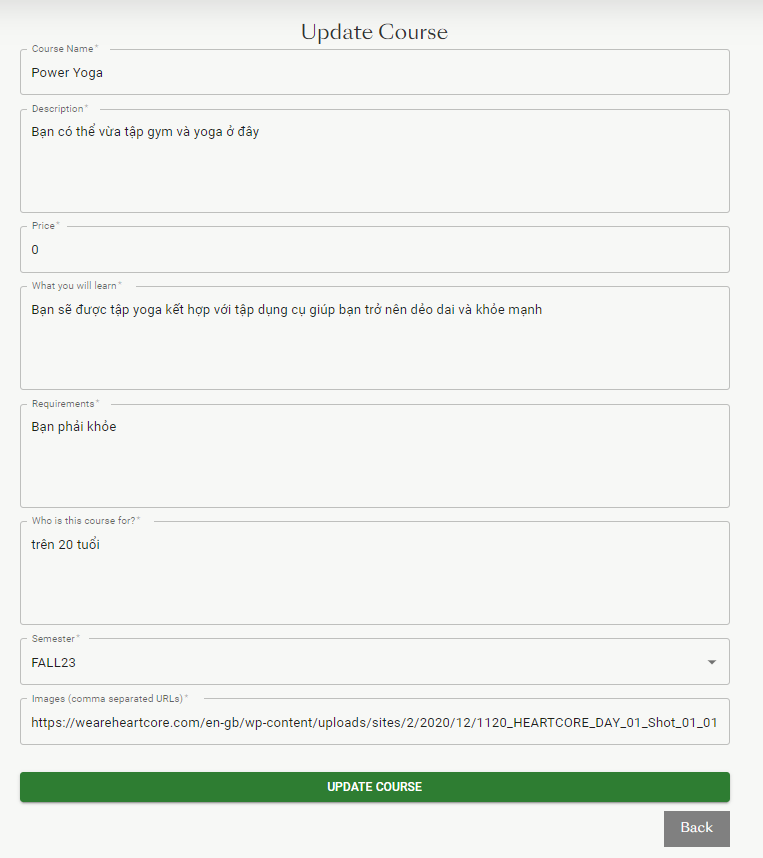 Update Course
Course Name*
Power Yoga
Description*
Bạn có thể vừa tập gym và yoga ở đây
Price*
0
What you will learn*
Bạn sẽ được tập yoga kết hợp với tập dụng cụ giúp bạn trở nên dẻo dai và khỏe mạnh
Requirements*
Bạn phải khỏe
Who is this course for?*
trên 20 tuổi
Semester*
FALL23
Images (comma separated URLs)*
https://weareheartcore.com/en-gb/wp-content/uploads/sites/2/2020/12/1120_HEARTCORE_DAY_01_Shot_01_01
UPDATE COURSE
Back